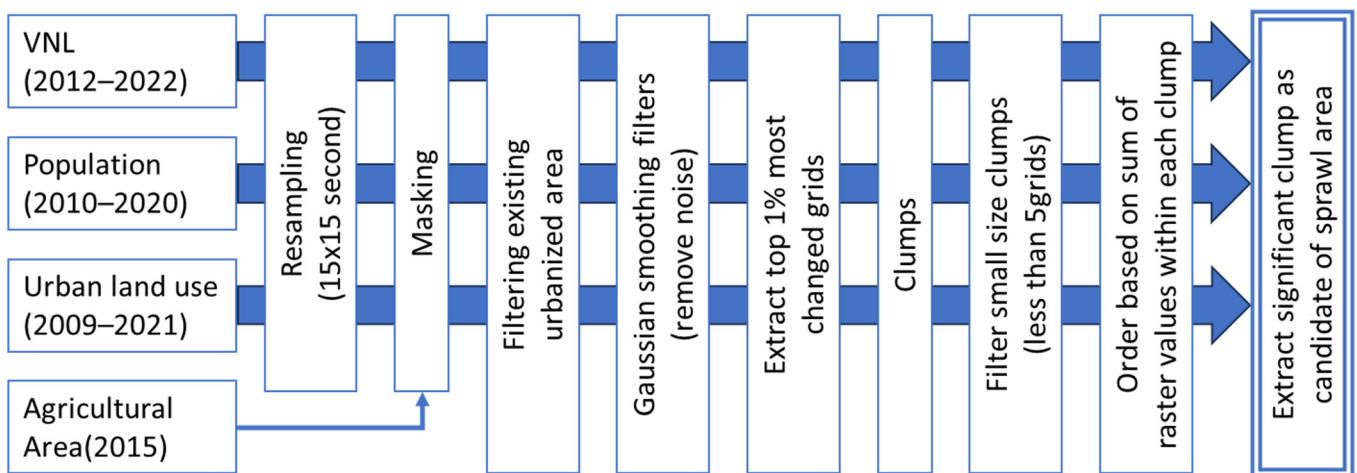 VNL
(2012–2022)
Population
(2010–2020)
Urban land use
(2009–2021)
Agricultural
Area(2015)
Resampling
(15x15 second)
Masking
Filtering existing
urbanized area
Gaussian smoothing filters
(remove noise)
Extract top 1% most
changed grids
Clumps
Filter small size clumps
(less than 5grids)
Order based on sum of
raster values within each clump
Extract significant clump as
candidate of sprawl area